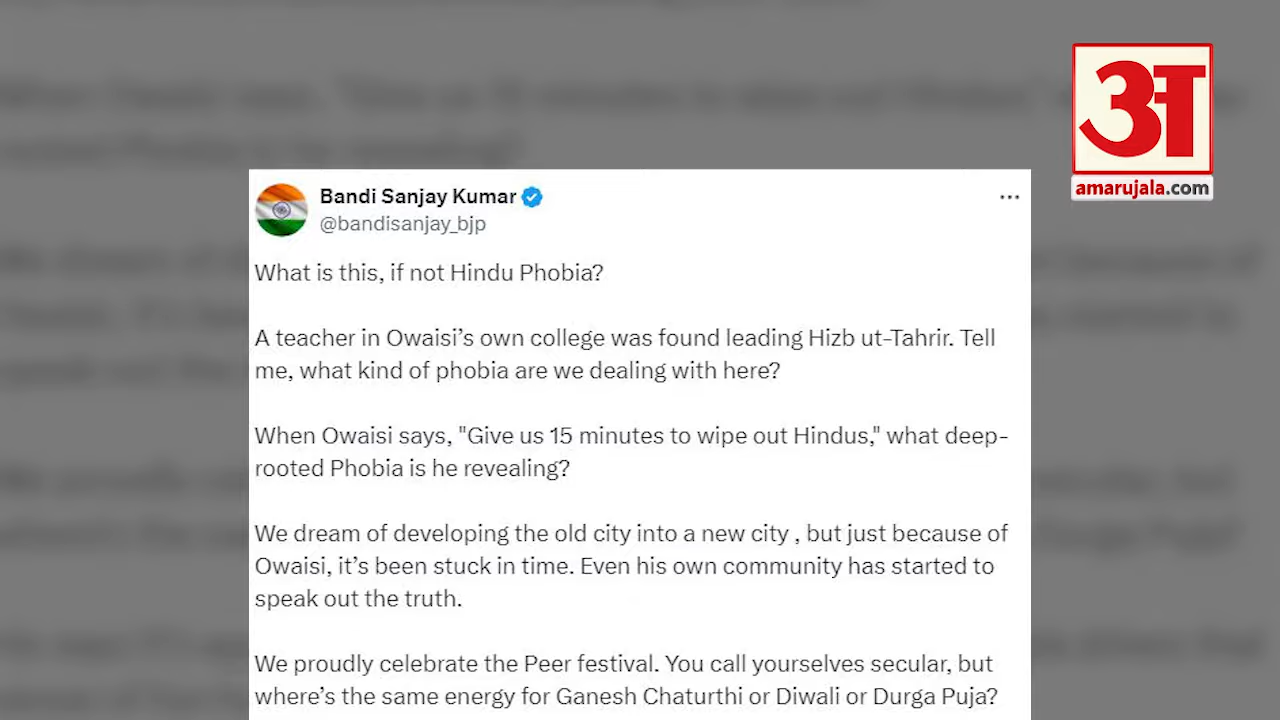 अ
amarujala.com
Bandi Sanjay Kumar
@bandisanjay_bjp
What is this, if not Hindu Phobia?
A teacher in Owaisi’s own college was found leading Hizb ut-Tahrir. Tell
me, what kind of phobia are we dealing with here?
When Owaisi says, "Give us 15 minutes to wipe out Hindus," what deep-
rooted Phobia is he revealing?
We dream of developing the old city into a new city , but just because of
Owaisi, it’s been stuck in time. Even his own community has started to
speak out the truth.
We proudly celebrate the Peer festival. You call yourselves secular, but
where’s the same energy for Ganesh Chaturthi or Diwali or Durga Puja?